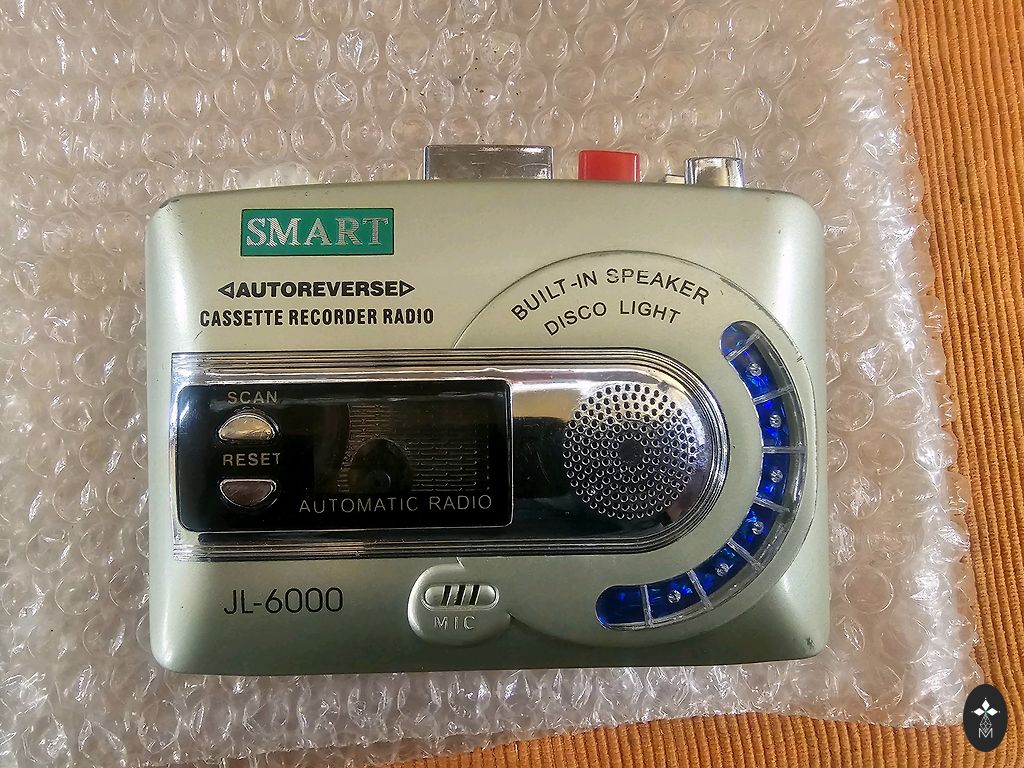 SMART
◁AUTOREVERSE▷
CASSETTE RECORDER RADIO
BUILT-IN SPEAKER
DISCO LIGHT
SCAN
RESET
AUTOMATIC RADIO
JL-6000
MIC
M